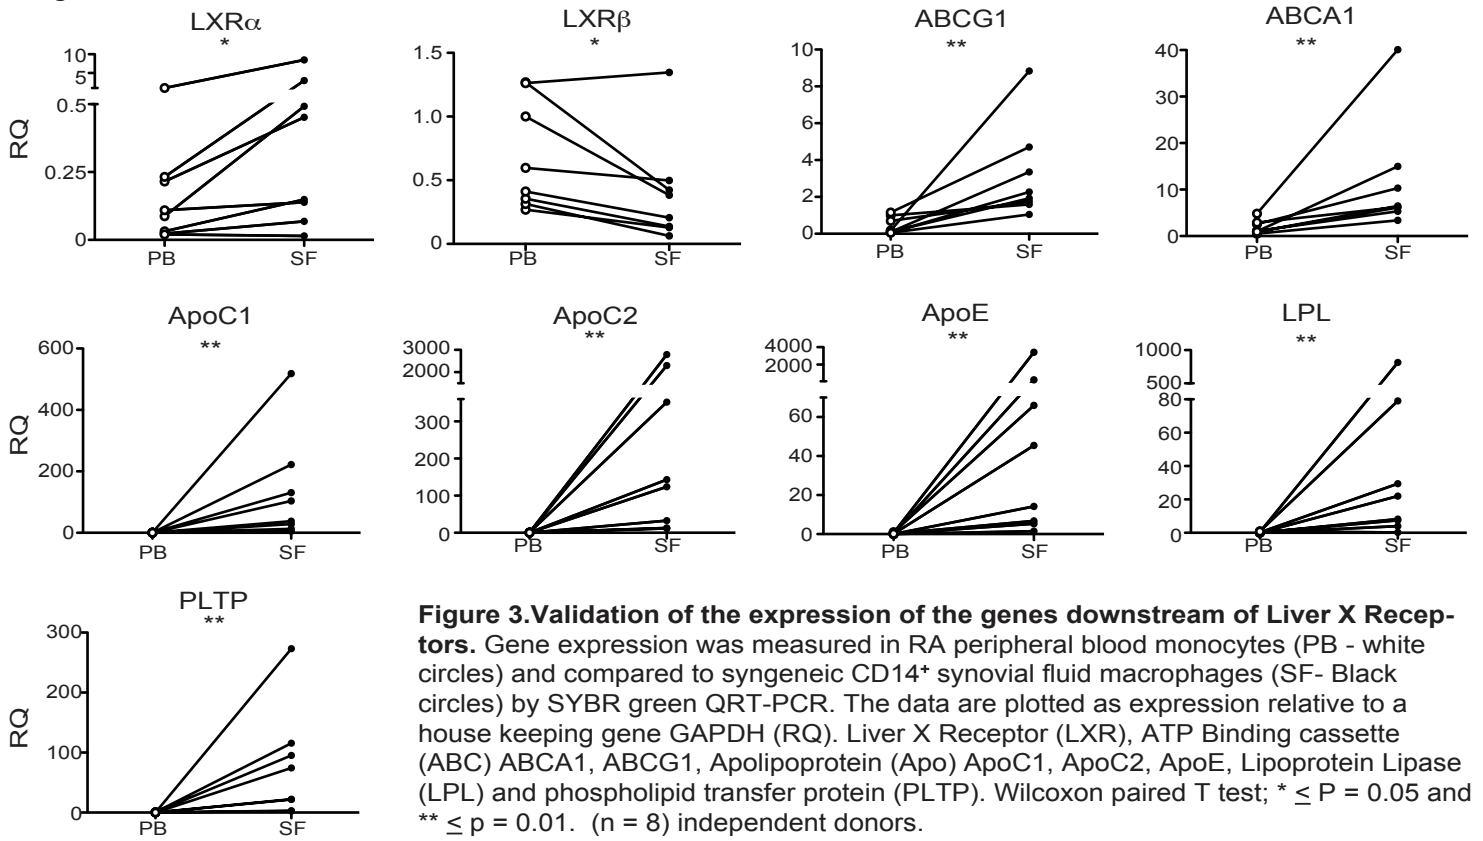 LXRα
*
10
5
0.5
0.25
0
RQ
PB
SF
LXRβ
*
1.5
1.0
0.5
0
PB
SF
ABCG1
**
10
8
6
4
2
0
PB
SF
ABCA1
**
40
30
20
10
0
PB
SF
ApoC1
**
600
400
200
0
RQ
PB
SF
ApoC2
**
3000
2000
300
200
100
0
PB
SF
ApoE
**
4000
2000
60
40
20
0
PB
SF
LPL
**
1000
500
80
60
40
20
0
PB
SF
PLTP
**
300
200
100
0
RQ
PB
SF
Figure 3.Validation of the expression of the genes downstream of Liver X Recep-
tors. Gene expression was measured in RA peripheral blood monocytes (PB - white
circles) and compared to syngeneic CD14⁺ synovial fluid macrophages (SF- Black
circles) by SYBR green QRT-PCR. The data are plotted as expression relative to a
house keeping gene GAPDH (RQ). Liver X Receptor (LXR), ATP Binding cassette
(ABC) ABCA1, ABCG1, Apolipoprotein (Apo) ApoC1, ApoC2, ApoE, Lipoprotein Lipase
(LPL) and phospholipid transfer protein (PLTP). Wilcoxon paired T test; * ≤ P = 0.05 and
** ≤ p = 0.01. (n = 8) independent donors.